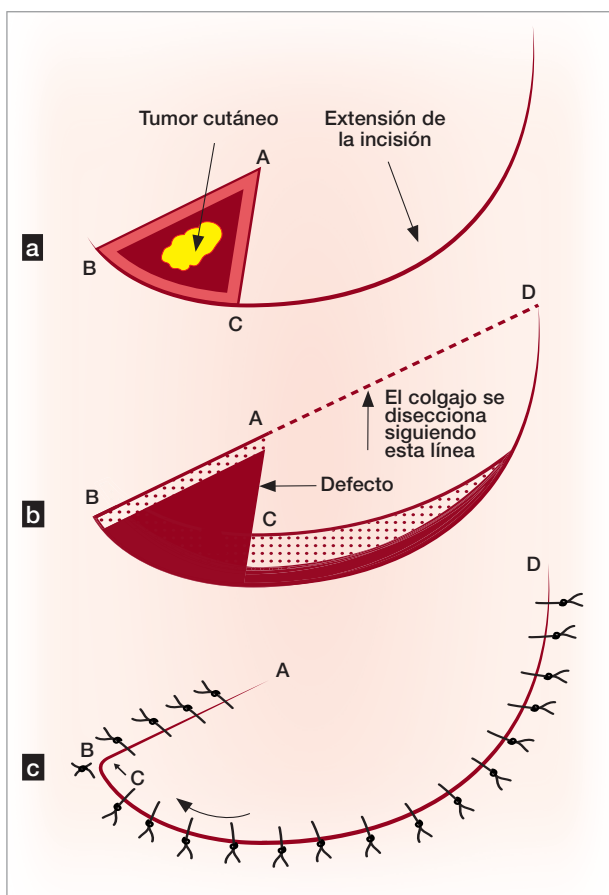 Tumor cutáneo
Extensión de
la incisión
A
a
B
C
D
A
El colgajo se
disecciona
siguiendo
esta línea
B
Defecto
b
C
D
A
B
c
C